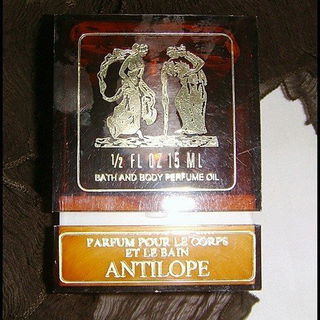 ½ FL OZ 15 ML
BATH AND BODY PERFUME OIL
PARFUM POUR LE CORPS
ET LE BAIN
ANTILOPE